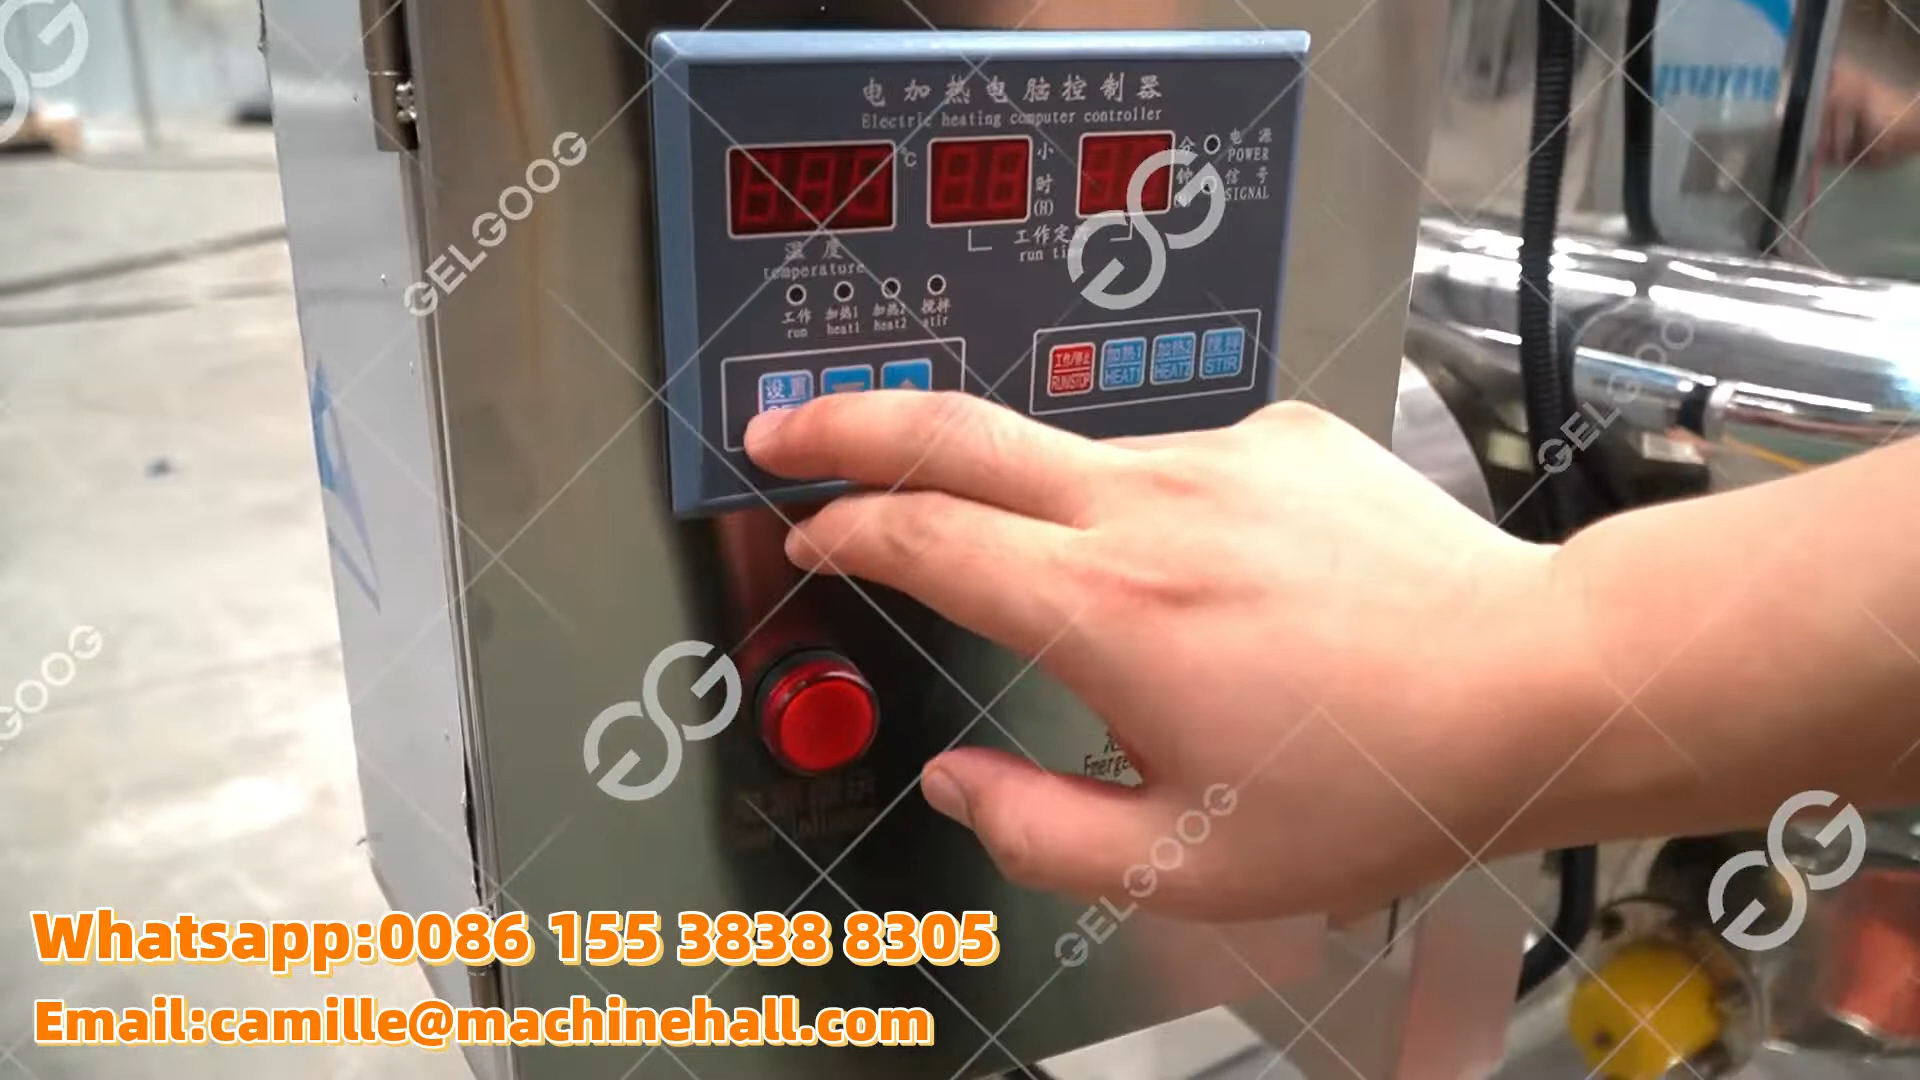 电加热电脑控制器
Electric heating computer controller
℃
小时
(H)
分钟
电源
POWER
信号
SIGNAL
温度
temperature
工作定
run ti
工作
run
加热1
heat1
加热2
heat2
搅拌
stir
设置
工作/停止
RUN/STOP
加热1
HEAT1
加热2
HEAT2
搅拌
STIR
Emerge
GELGOOG
GELGOOG
GELGOOG
GELGOOG
Whatsapp:0086 155 3838 8305
Email:camille@machinehall.com